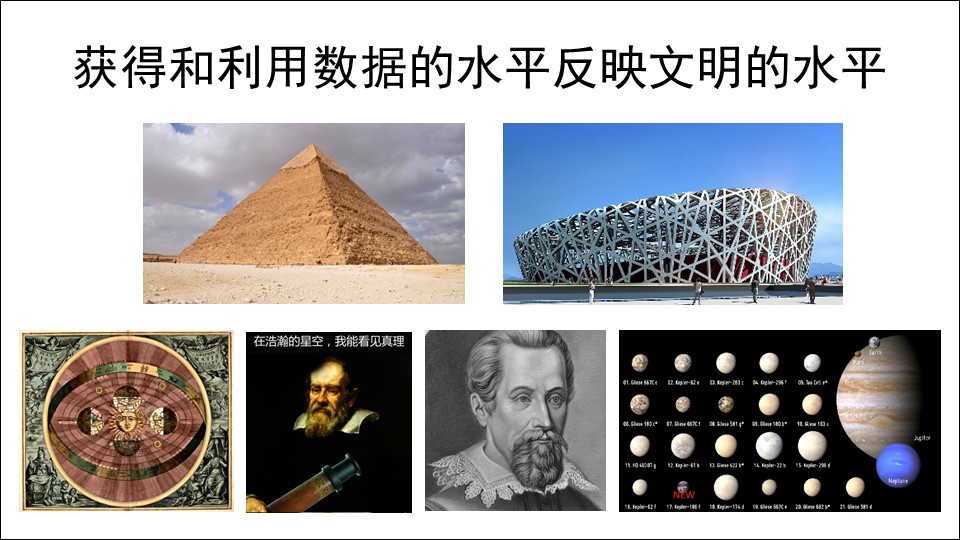 获得和利用数据的水平反映文明的水平
在浩瀚的星空，我能看见真理
Earth
Mars
01. Gliese 667C c
02. Kepler-62 e
03. Kepler-283 c
04. Kepler-296 f
05. Tau Ceti e*
06. Gliese 180 c*
07. Gliese 667C f
08. Gliese 581 g*
09. Gliese 180 b*
10. Gliese 163 c
Jupiter
11. HD 40307 g
12. Kepler-61 b
13. Gliese 422 b*
14. Kepler-22 b
15. Kepler-298 d
Neptune
NEW
16. Kepler-62 f
17. Kepler-186 f
18. Kepler-174 d
19. Gliese 667C e
20. Gliese 682 b*
21. Gliese 581 d